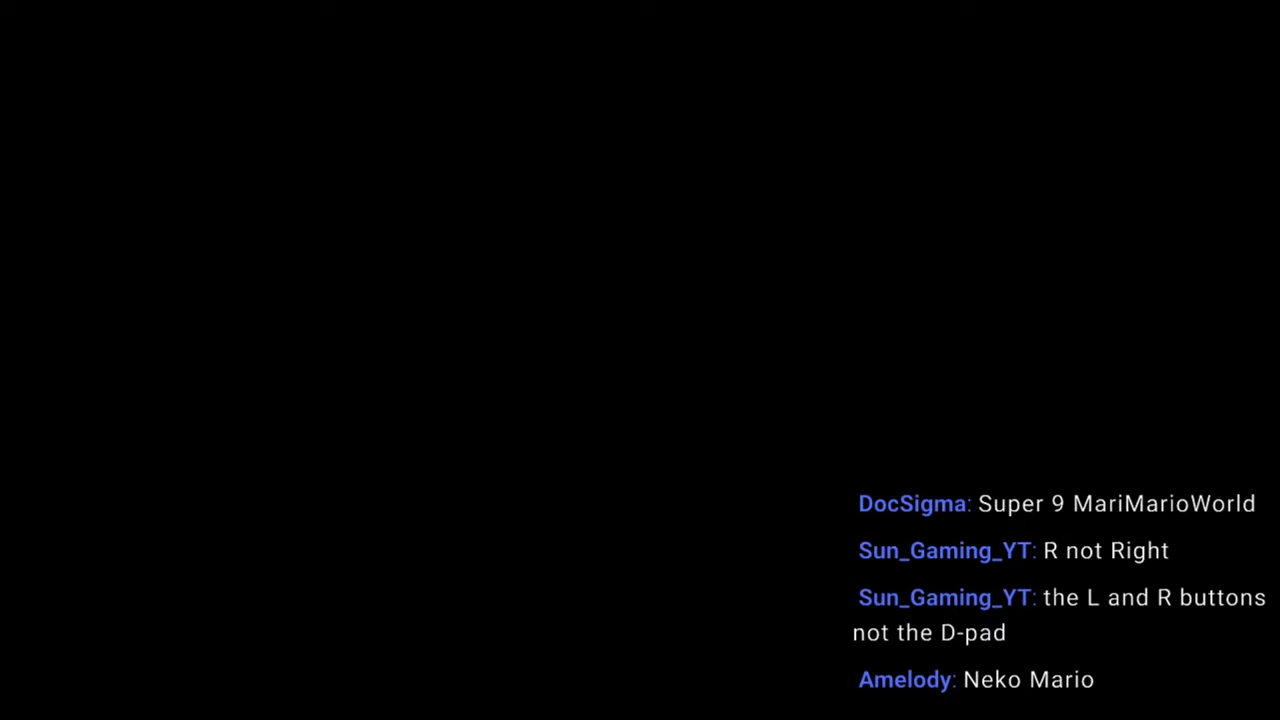 DocSigma: Super 9 MariMarioWorld
Sun_Gaming_YT: R not Right
Sun_Gaming_YT: the L and R buttons
not the D-pad
Amelody: Neko Mario